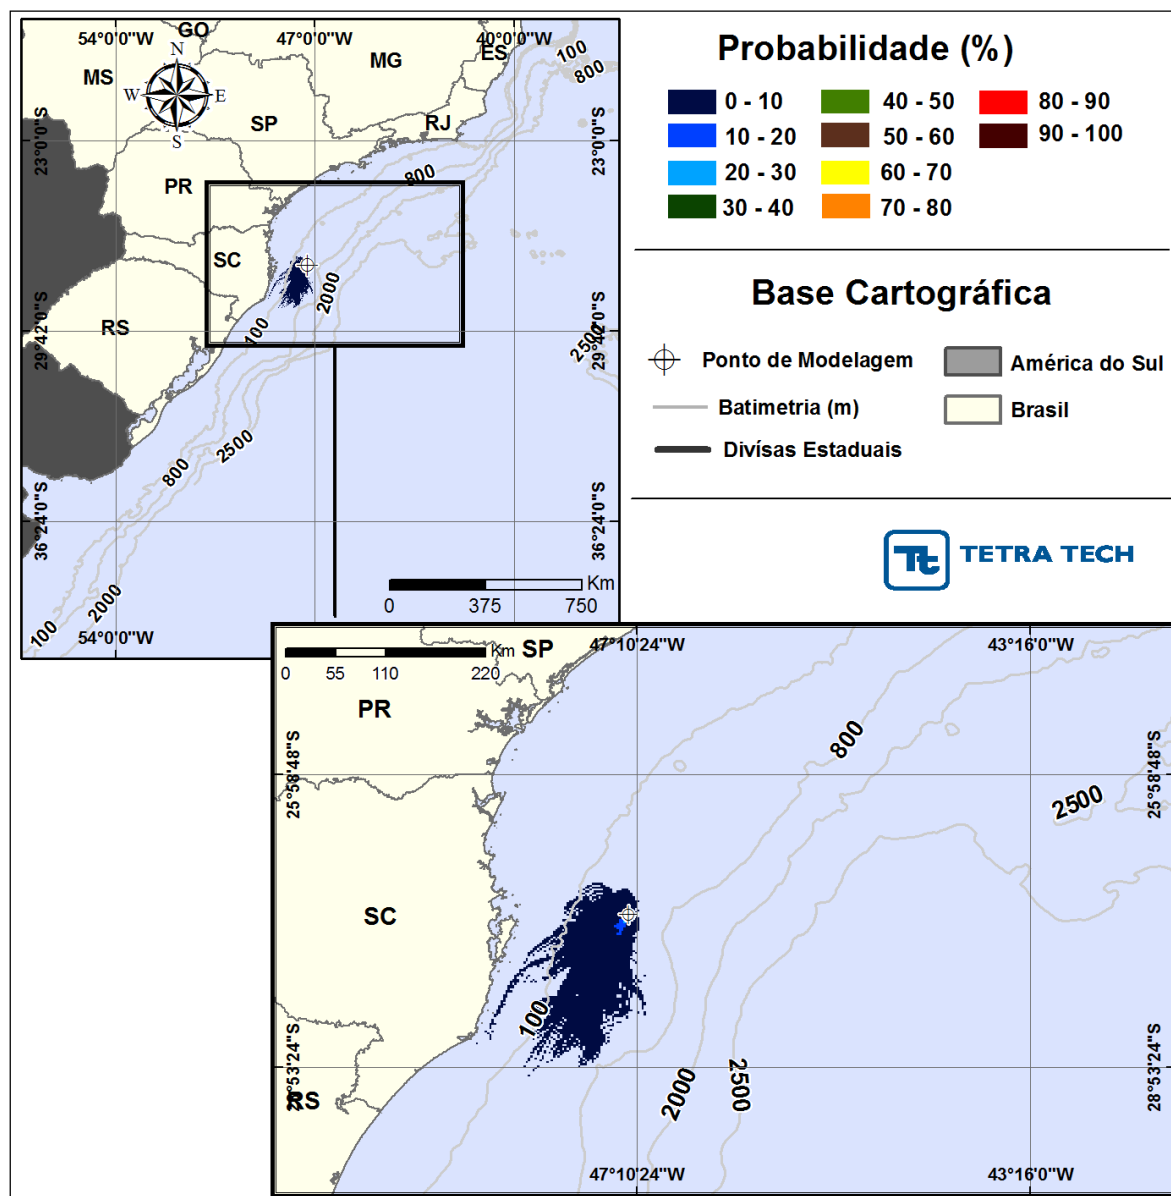 54°0'0"W
47°0'0"W
40°0'0"W
GO
MS
N
W
E
S
MG
ES
SP
RJ
PR
SC
RS
100
800
800
2000
100
2500
2500
800
2000
100
23°0'0"S
29°42'0"S
36°24'0"S
23°0'0"S
29°42'0"S
36°24'0"S
54°0'0"W
Km
0 375 750
Probabilidade (%)
0 - 10
10 - 20
20 - 30
30 - 40
40 - 50
50 - 60
60 - 70
70 - 80
80 - 90
90 - 100
Base Cartográfica
Ponto de Modelagem
Batimetria (m)
Divísas Estaduais
América do Sul
Brasil
Tt TETRA TECH
47°10'24"W
43°16'0"W
Km
0 55 110 220
SP
PR
SC
RS
800
2500
100
2000
2500
25°58'48"S
28°53'24"S
25°58'48"S
28°53'24"S
47°10'24"W
43°16'0"W